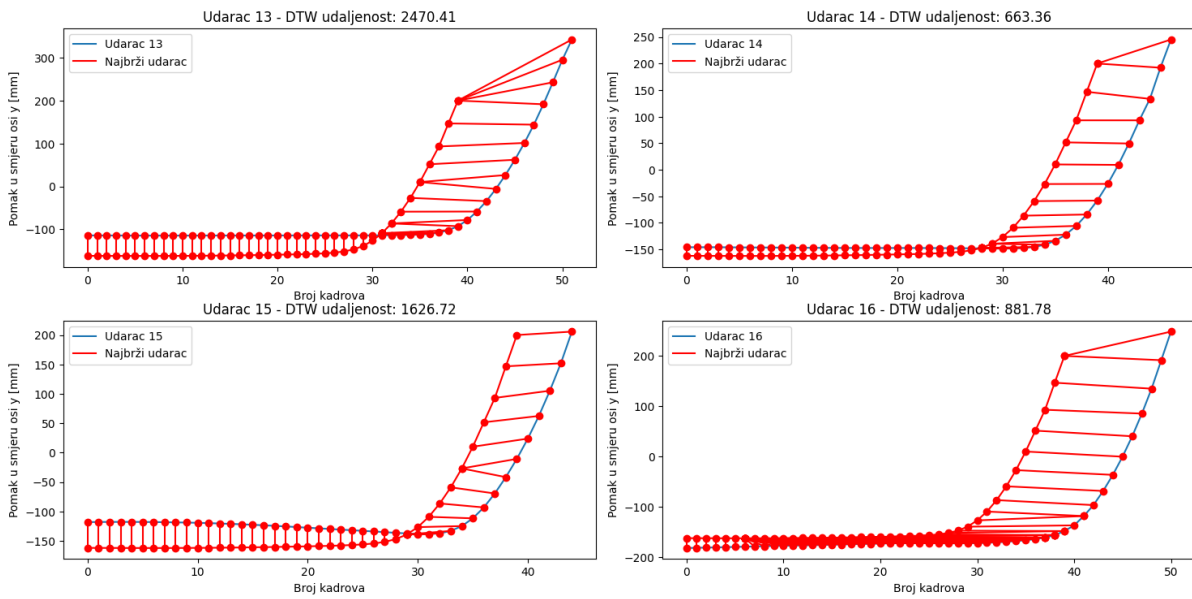 Udarac 13 - DTW udaljenost: 2470.41
Udarac 13
Najbrži udarac
Pomak u smjeru osi y [mm]
300
200
100
0
−100
0 10 20 30 40 50
Broj kadrova
Udarac 14 - DTW udaljenost: 663.36
Udarac 14
Najbrži udarac
Pomak u smjeru osi y [mm]
250
200
150
100
50
0
−50
−100
−150
0 10 20 30 40
Broj kadrova
Udarac 15 - DTW udaljenost: 1626.72
Udarac 15
Najbrži udarac
Pomak u smjeru osi y [mm]
200
150
100
50
0
−50
−100
−150
0 10 20 30 40
Broj kadrova
Udarac 16 - DTW udaljenost: 881.78
Udarac 16
Najbrži udarac
Pomak u smjeru osi y [mm]
200
100
0
−100
−200
0 10 20 30 40 50
Broj kadrova